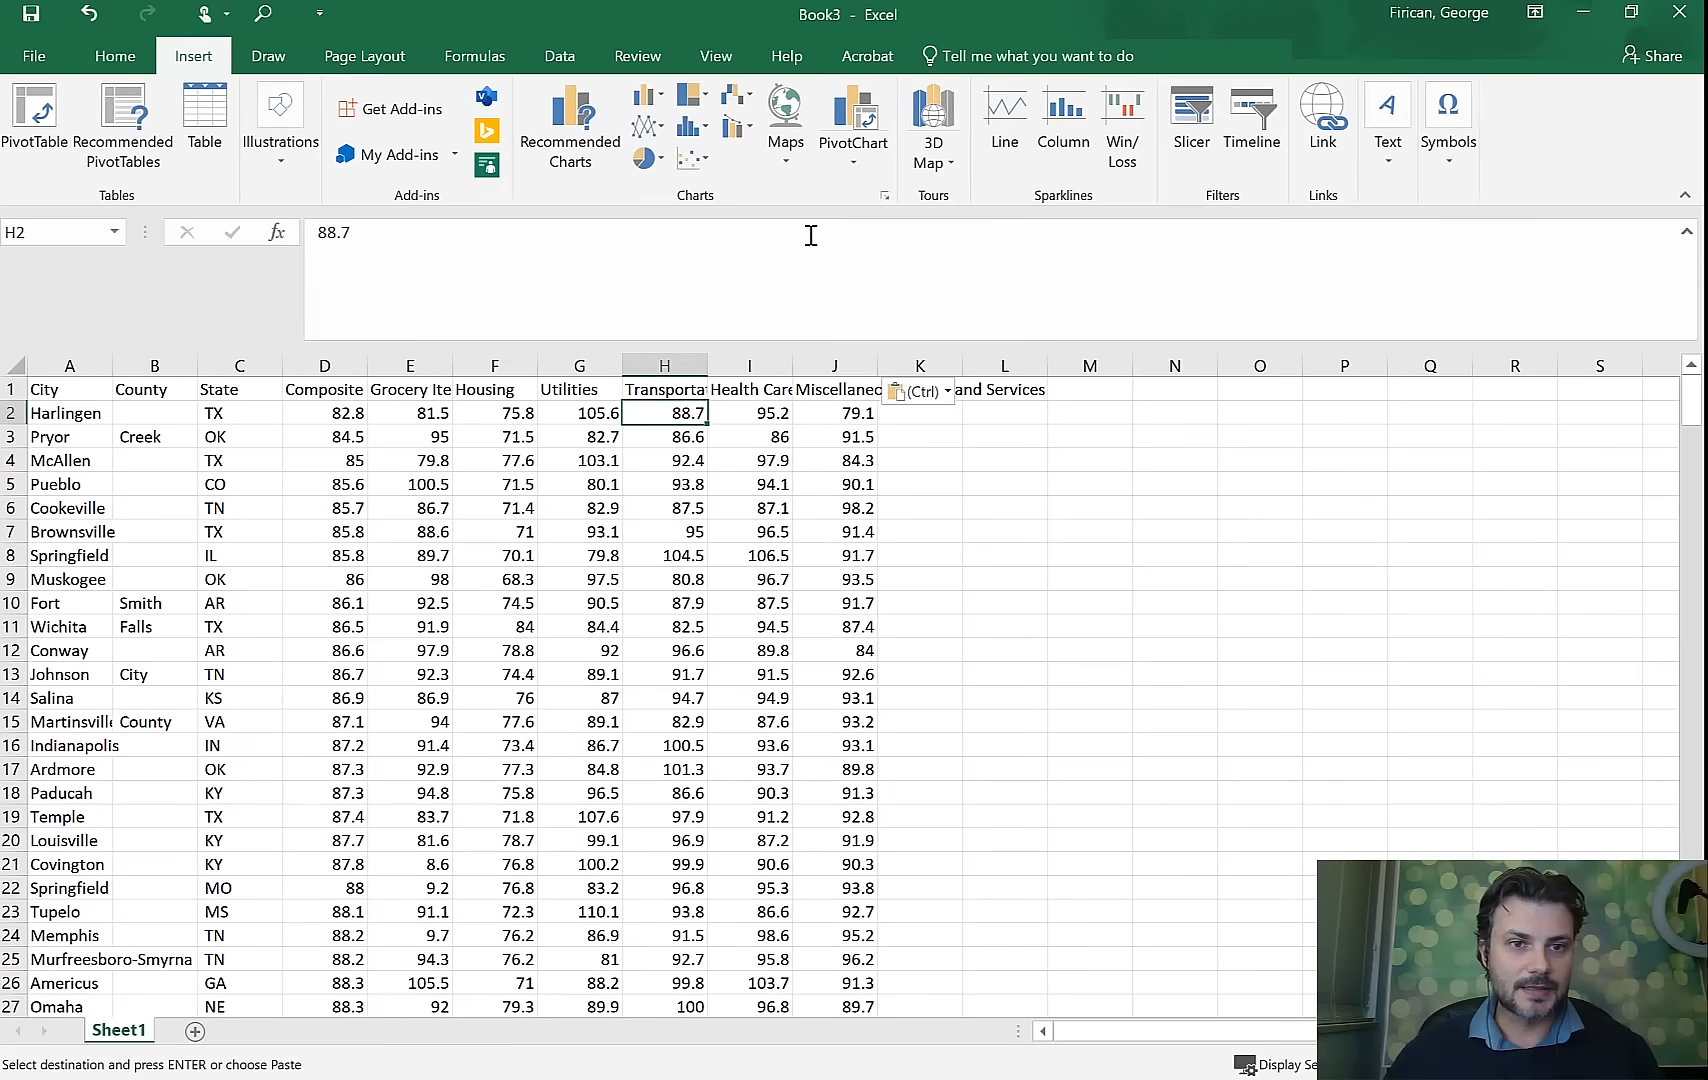 Book3 - Excel
Firican, George
File Home Insert Draw Page Layout Formulas Data Review View Help Acrobat Tell me what you want to do Share
PivotTable
Recommended
PivotTables
Table
Illustrations
Get Add-ins
My Add-ins
Recommended
Charts
Maps
PivotChart
3D
Map
Line
Column
Win/
Loss
Slicer
Timeline
Link
Text
Symbols
Tables
Add-ins
Charts
Tours
Sparklines
Filters
Links
H2
fx
88.7
A B C D E F G H I J K L M N O P Q R S
1 City County State Composite Grocery Ite Housing Utilities Transportat Health Care Miscellaneo (Ctrl) and Services
2 Harlingen TX 82.8 81.5 75.8 105.6 88.7 95.2 79.1
3 Pryor Creek OK 84.5 95 71.5 82.7 86.6 86 91.5
4 McAllen TX 85 79.8 77.6 103.1 92.4 97.9 84.3
5 Pueblo CO 85.6 100.5 71.5 80.1 93.8 94.1 90.1
6 Cookeville TN 85.7 86.7 71.4 82.9 87.5 87.1 98.2
7 Brownsville TX 85.8 88.6 71 93.1 95 96.5 91.4
8 Springfield IL 85.8 89.7 70.1 79.8 104.5 106.5 91.7
9 Muskogee OK 86 98 68.3 97.5 80.8 96.7 93.5
10 Fort Smith AR 86.1 92.5 74.5 90.5 87.9 87.5 91.7
11 Wichita Falls TX 86.5 91.9 84 84.4 82.5 94.5 87.4
12 Conway AR 86.6 97.9 78.8 92 96.6 89.8 84
13 Johnson City TN 86.7 92.3 74.4 89.1 91.7 91.5 92.6
14 Salina KS 86.9 86.9 76 87 94.7 94.9 93.1
15 Martinsville County VA 87.1 94 77.6 89.1 82.9 87.6 93.2
16 Indianapolis IN 87.2 91.4 73.4 86.7 100.5 93.6 93.1
17 Ardmore OK 87.3 92.9 77.3 84.8 101.3 93.7 89.8
18 Paducah KY 87.3 94.8 75.8 96.5 86.6 90.3 91.3
19 Temple TX 87.4 83.7 71.8 107.6 97.9 91.2 92.8
20 Louisville KY 87.7 81.6 78.7 99.1 96.9 87.2 91.9
21 Covington KY 87.8 8.6 76.8 100.2 99.9 90.6 90.3
22 Springfield MO 88 9.2 76.8 83.2 96.8 95.3 93.8
23 Tupelo MS 88.1 91.1 72.3 110.1 93.8 86.6 92.7
24 Memphis TN 88.2 9.7 76.2 86.9 91.5 98.6 95.2
25 Murfreesboro-Smyrna TN 88.2 94.3 76.2 81 92.7 95.8 96.2
26 Americus GA 88.3 105.5 71 88.2 99.8 103.7 91.3
27 Omaha NE 88.3 92 79.3 89.9 100 96.8 89.7
Sheet1
Select destination and press ENTER or choose Paste
Display Se